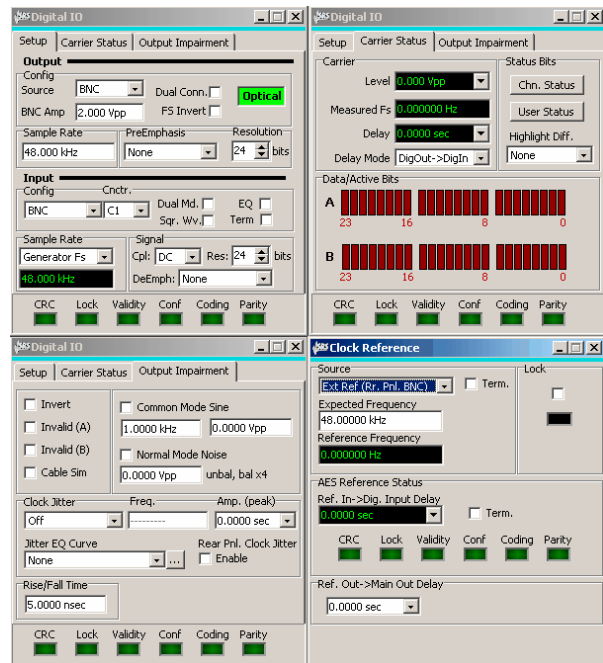 SRS Digital IO
Setup Carrier Status Output Impairment
Output
Config
Source BNC Dual Conn. Optical
BNC Amp 2.000 Vpp FS Invert
Sample Rate PreEmphasis Resolution
48.000 kHz None 24 bits
Input
Config Cnctr.
BNC C1 Dual Md. EQ
Sqr. Wv. Term
Sample Rate Signal
Generator Fs Cpl: DC Res: 24 bits
48.000 kHz DeEmph: None
CRC Lock Validity Conf Coding Parity
SRS Digital IO
Setup Carrier Status Output Impairment
Carrier Status Bits
Level 0.000 Vpp Chn. Status
Measured Fs 0.000000 Hz User Status
Delay 0.0000 sec Highlight Diff.
Delay Mode DigOut->DigIn None
Data/Active Bits
A
23 16 8 0
B
23 16 8 0
CRC Lock Validity Conf Coding Parity
SRS Digital IO
Setup Carrier Status Output Impairment
Invert Common Mode Sine
Invalid (A) 1.0000 kHz 0.0000 Vpp
Invalid (B) Normal Mode Noise
Cable Sim 0.0000 Vpp unbal, bal x4
Clock Jitter Freq. Amp. (peak)
Off --------- 0.0000 sec
Jitter EQ Curve Rear Pnl. Clock Jitter
None ... Enable
Rise/Fall Time
5.0000 nsec
CRC Lock Validity Conf Coding Parity
SRS Clock Reference
Source Lock
Ext Ref (Rr. Pnl. BNC) Term.
Expected Frequency
48.00000 kHz
Reference Frequency
0.000000 Hz
AES Reference Status
Ref. In->Dig. Input Delay
0.0000 sec Term.
CRC Lock Validity Conf Coding Parity
Ref. Out->Main Out Delay
0.0000 sec